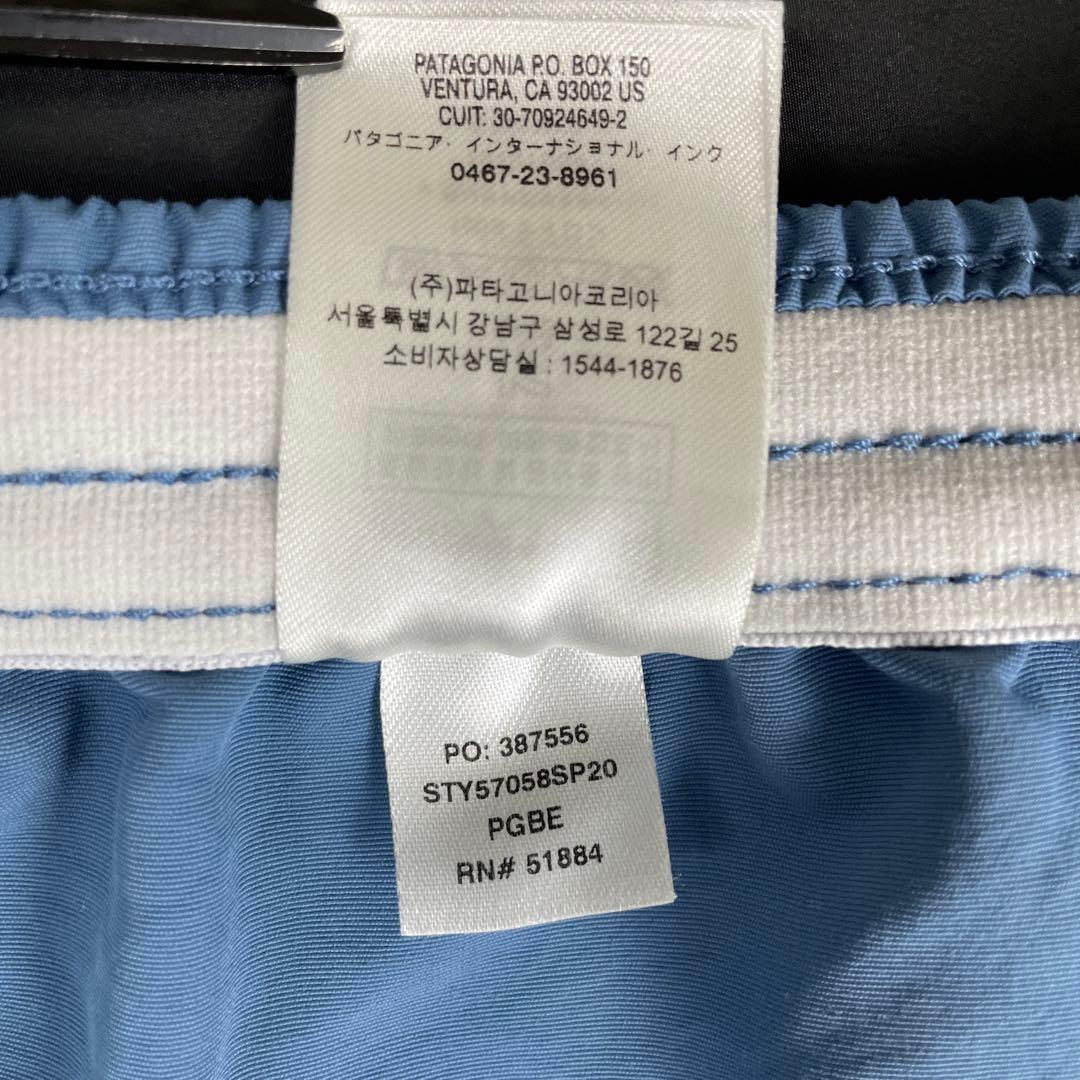 PATAGONIA P.O. BOX 150
VENTURA, CA 93002 US
CUIT: 30-70924649-2
パタゴニア・インターナショナル・インク
0467-23-8961
(주)파타고니아코리아
서울특별시 강남구 삼성로 122길 25
소비자상담실 : 1544-1876
PO: 387556
STY57058SP20
PGBE
RN# 51884